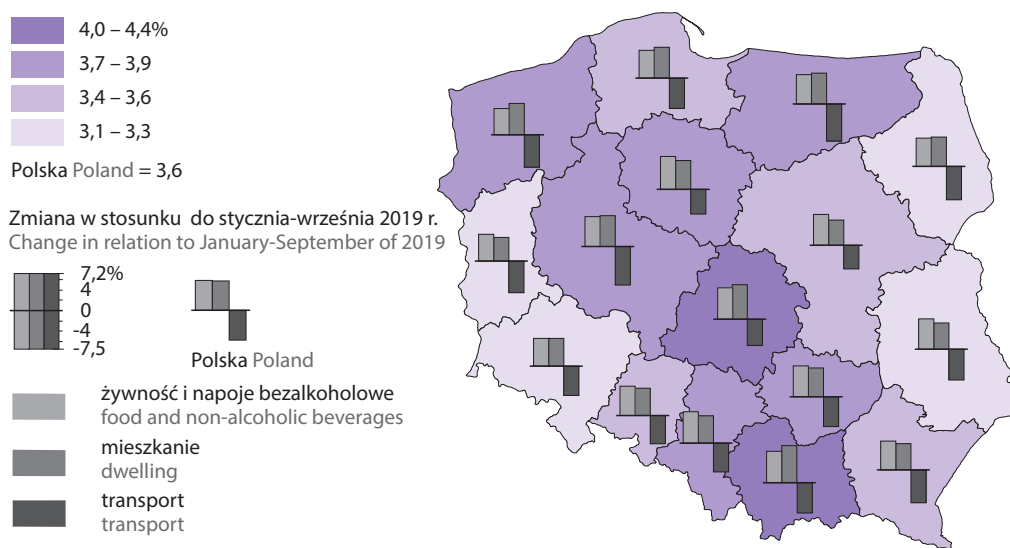 4,0 – 4,4%
3,7 – 3,9
3,4 – 3,6
3,1 – 3,3
Polska Poland = 3,6
Zmiana w stosunku do stycznia-września 2019 r.
Change in relation to January-September of 2019
7,2%
4
0
-4
-7,5
Polska Poland
żywność i napoje bezalkoholowe
food and non-alcoholic beverages
mieszkanie
dwelling
transport
transport